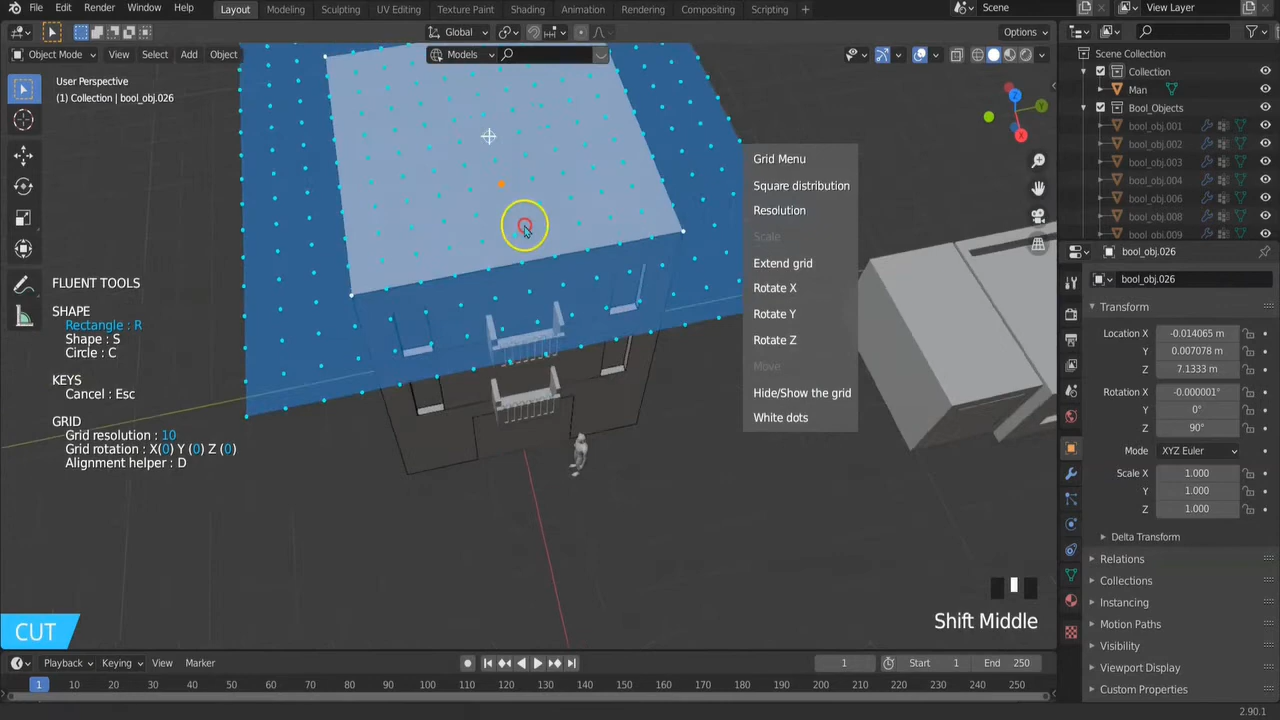 File Edit Render Window Help Layout Modeling Sculpting UV Editing Texture Paint Shading Animation Rendering Compositing Scripting + Scene View Layer
Global Options
Object Mode View Select Add Object Models
User Perspective
(1) Collection | bool_obj.026
Scene Collection
Collection
Man
Bool_Objects
bool_obj.001
bool_obj.002
bool_obj.003
bool_obj.004
bool_obj.006
bool_obj.008
bool_obj.009
Z
Y
X
Grid Menu
Square distribution
Resolution
Scale
Extend grid
Rotate X
Rotate Y
Rotate Z
Move
Hide/Show the grid
White dots
FLUENT TOOLS
SHAPE
Rectangle : R
Shape : S
Circle : C
KEYS
Cancel : Esc
GRID
Grid resolution : 10
Grid rotation : X(0) Y (0) Z (0)
Alignment helper : D
bool_obj.026
bool_obj.026
Transform
Location X -0.014065 m
Y 0.007078 m
Z 7.1333 m
Rotation X -0.000001°
Y 0°
Z 90°
Mode XYZ Euler
Scale X 1.000
Y 1.000
Z 1.000
Delta Transform
Relations
Collections
Instancing
Motion Paths
Visibility
Viewport Display
Custom Properties
Shift Middle
CUT
Playback Keying View Marker 1 Start 1 End 250
1 10 20 30 40 50 60 70 80 90 100 110 120 130 140 150 160 170 180 190 200 210 220 230 240 250
2.90.1